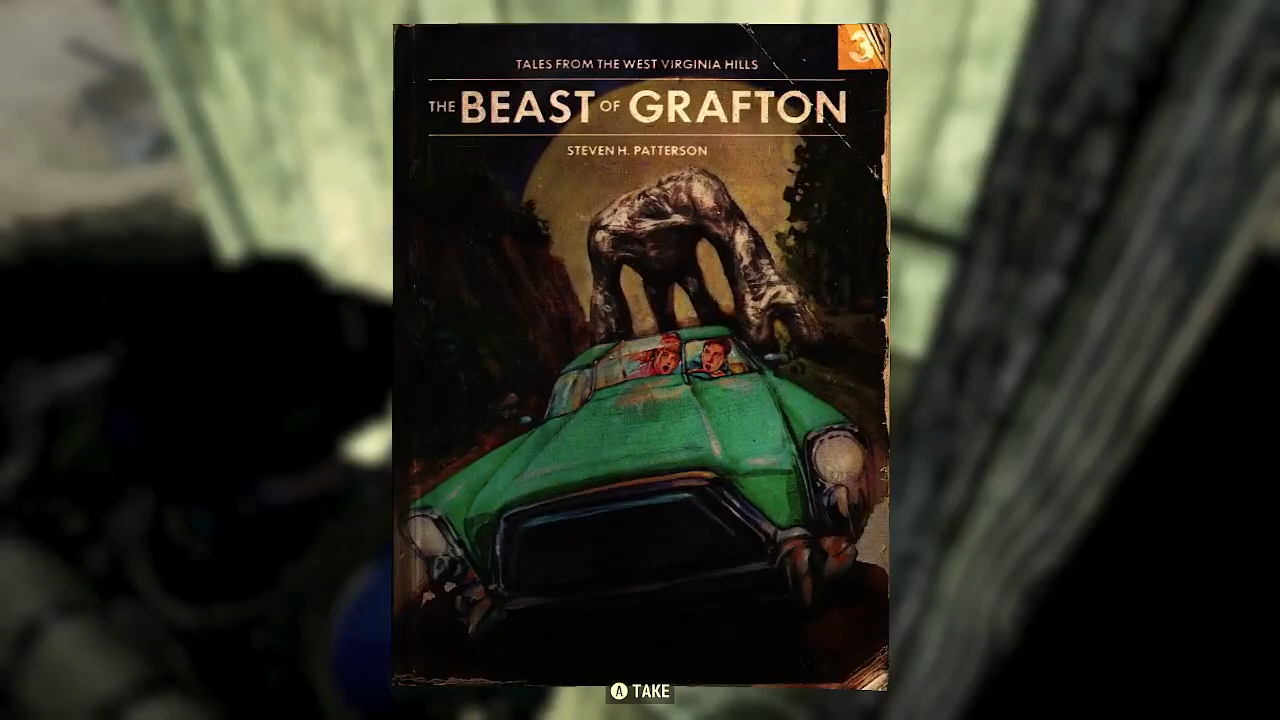 3
TALES FROM THE WEST VIRGINIA HILLS
THE BEAST OF GRAFTON
STEVEN H. PATTERSON
A TAKE